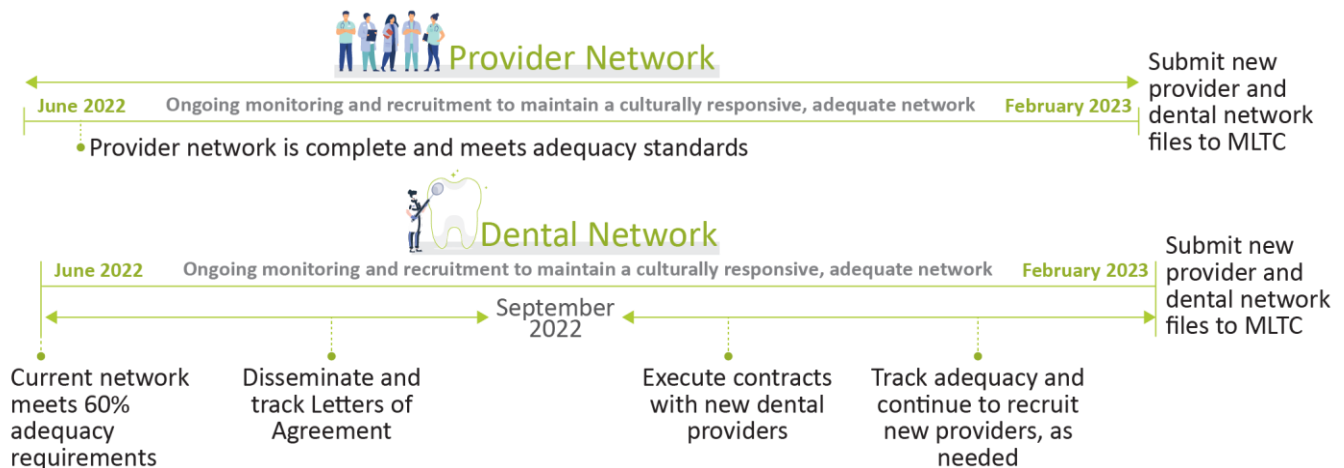 Provider Network
June 2022 Ongoing monitoring and recruitment to maintain a culturally responsive, adequate network February 2023
Provider network is complete and meets adequacy standards
Submit new
provider and
dental network
files to MLTC
Dental Network
June 2022 Ongoing monitoring and recruitment to maintain a culturally responsive, adequate network February 2023
Submit new
provider and
dental network
files to MLTC
September
2022
Current network
meets 60%
adequacy
requirements
Disseminate and
track Letters of
Agreement
Execute contracts
with new dental
providers
Track adequacy and
continue to recruit
new providers, as
needed